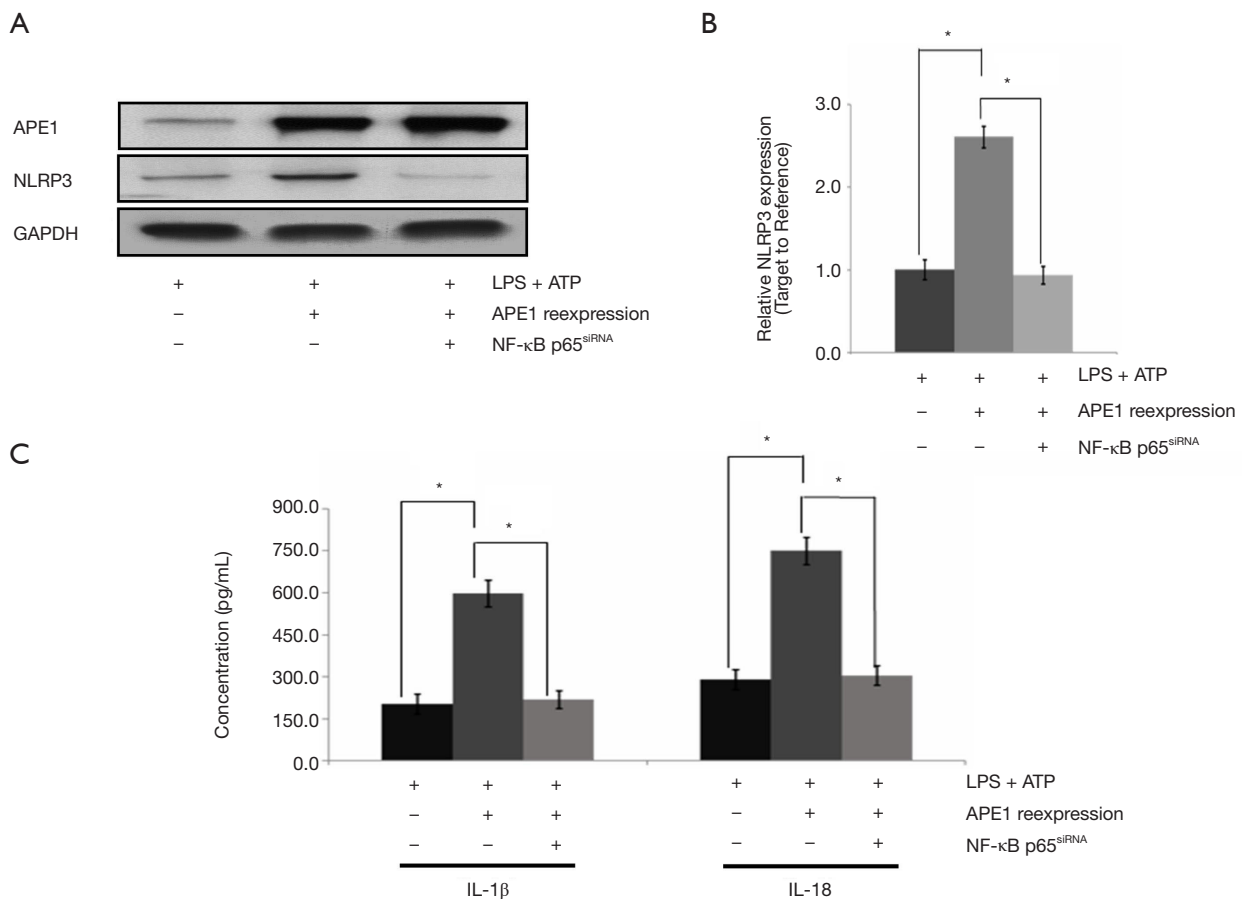 A
APE1
NLRP3
GAPDH
+ + + LPS + ATP
– + + APE1 reexpression
– – + NF-κB p65siRNA
B
* *
Relative NLRP3 expression
(Target to Reference)
3.0
2.0
1.0
0.0
+ + + LPS + ATP
– + + APE1 reexpression
– – + NF-κB p65siRNA
C
* * * *
Concentration (pg/mL)
900.0
750.0
600.0
450.0
300.0
150.0
0.0
+ + + + + + LPS + ATP
– + + – + + APE1 reexpression
– – + – – + NF-κB p65siRNA
IL-1β IL-18